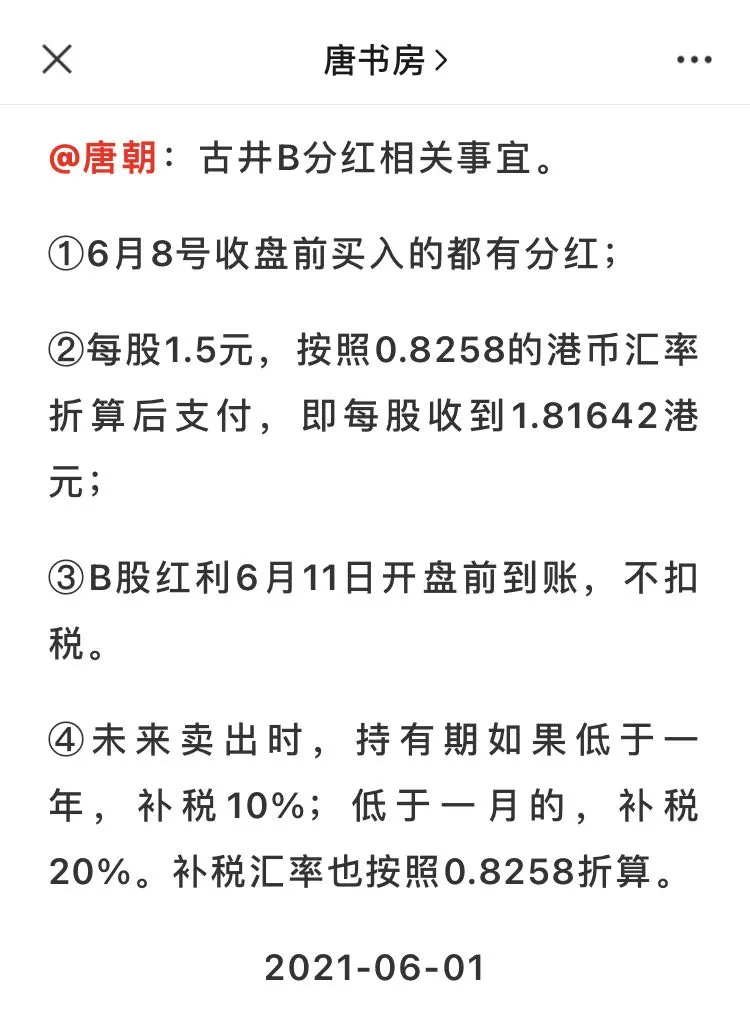 唐书房
@唐朝：古井B分红相关事宜。
①6月8号收盘前买入的都有分红；
②每股1.5元，按照0.8258的港币汇率
折算后支付，即每股收到1.81642港
元；
③B股红利6月11日开盘前到账，不扣
税。
④未来卖出时，持有期如果低于一
年，补税10%；低于一月的，补税
20%。补税汇率也按照0.8258折算。
2021-06-01